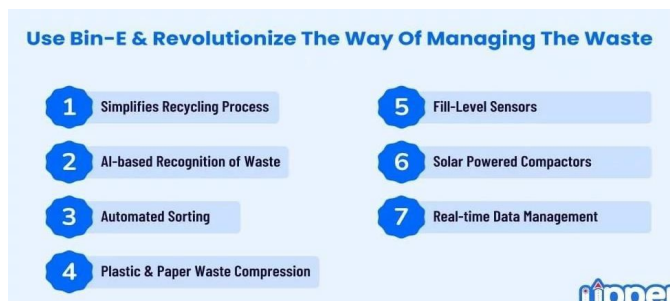 Use Bin-E & Revolutionize The Way Of Managing The Waste
1 Simplifies Recycling Process
2 AI-based Recognition of Waste
3 Automated Sorting
4 Plastic & Paper Waste Compression
5 Fill-Level Sensors
6 Solar Powered Compactors
7 Real-time Data Management